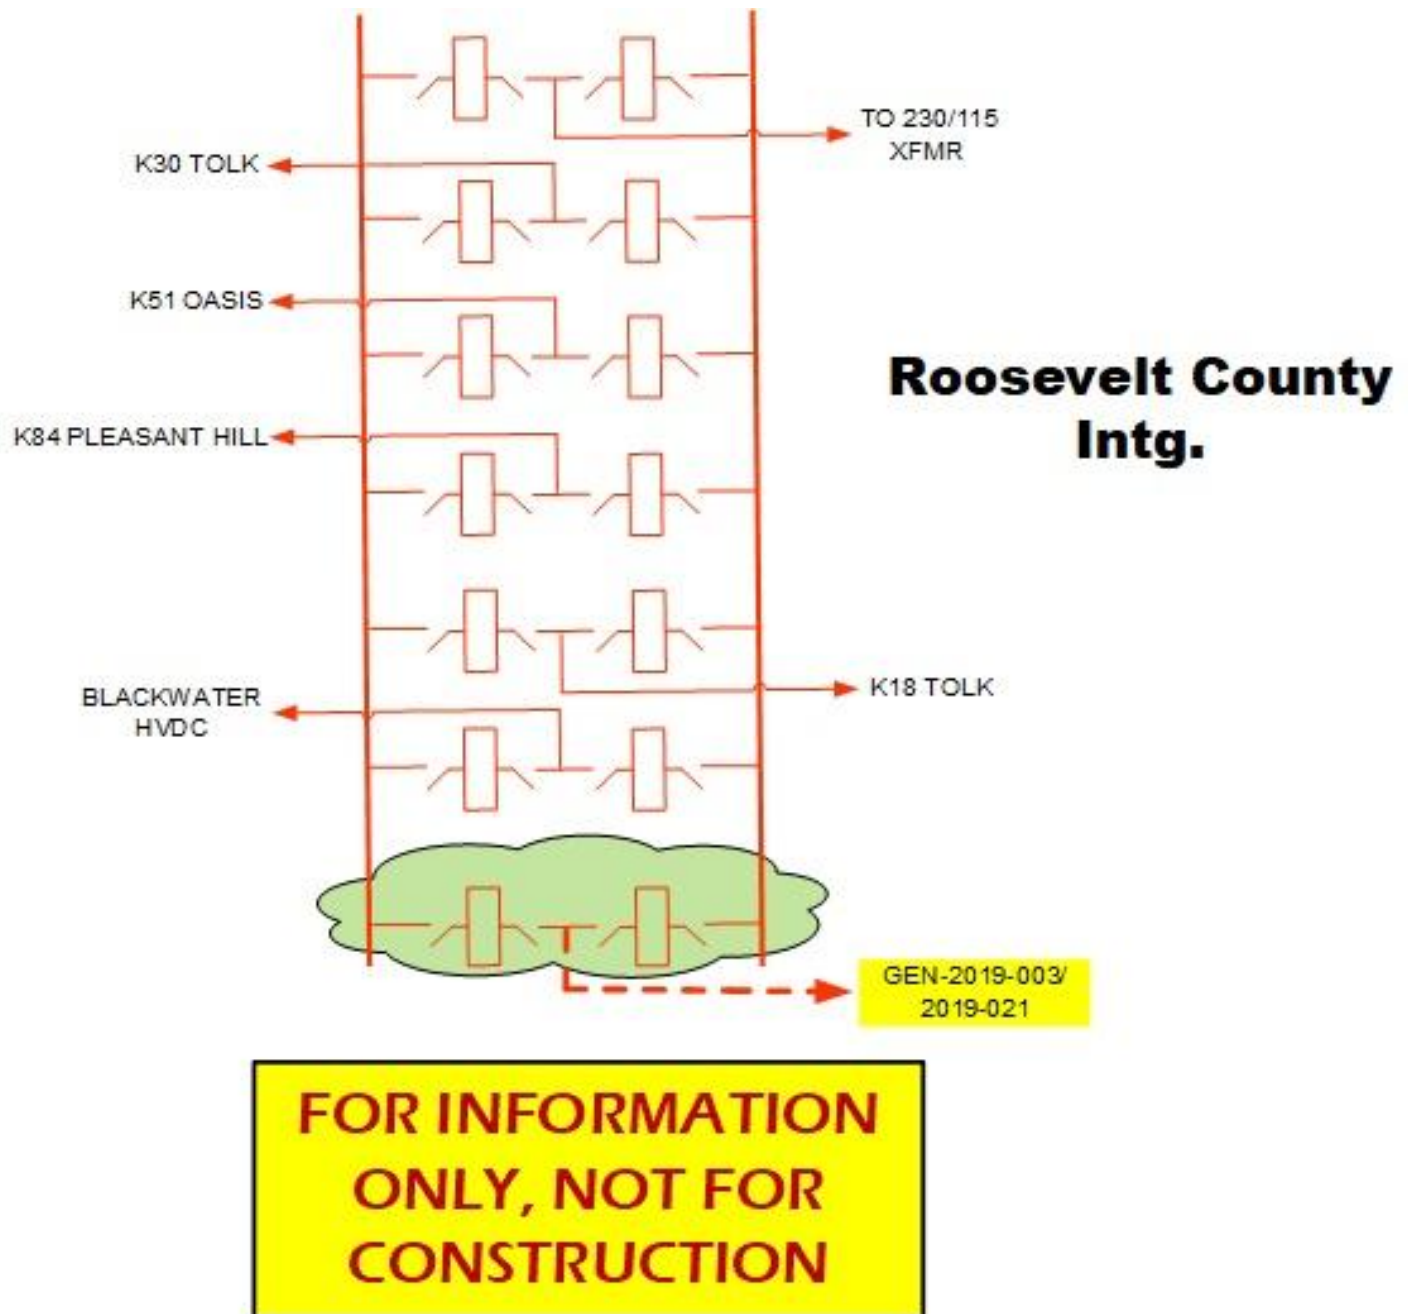 TO 230/115
XFMR
K30 TOLK
K51 OASIS
Roosevelt County
Intg.
K84 PLEASANT HILL
K18 TOLK
BLACKWATER
HVDC
GEN-2019-003/
2019-021
FOR INFORMATION
ONLY, NOT FOR
CONSTRUCTION